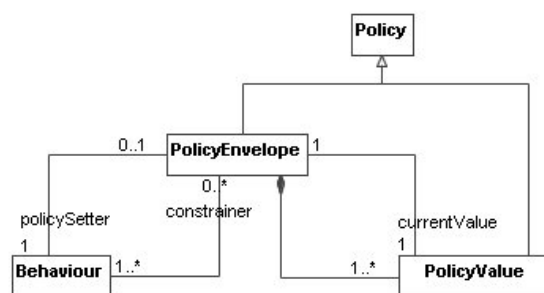 Policy
0..1
PolicyEnvelope
1
0..*
constrainer
policySetter
currentValue
1
1
Behaviour
1..*
1..*
PolicyValue